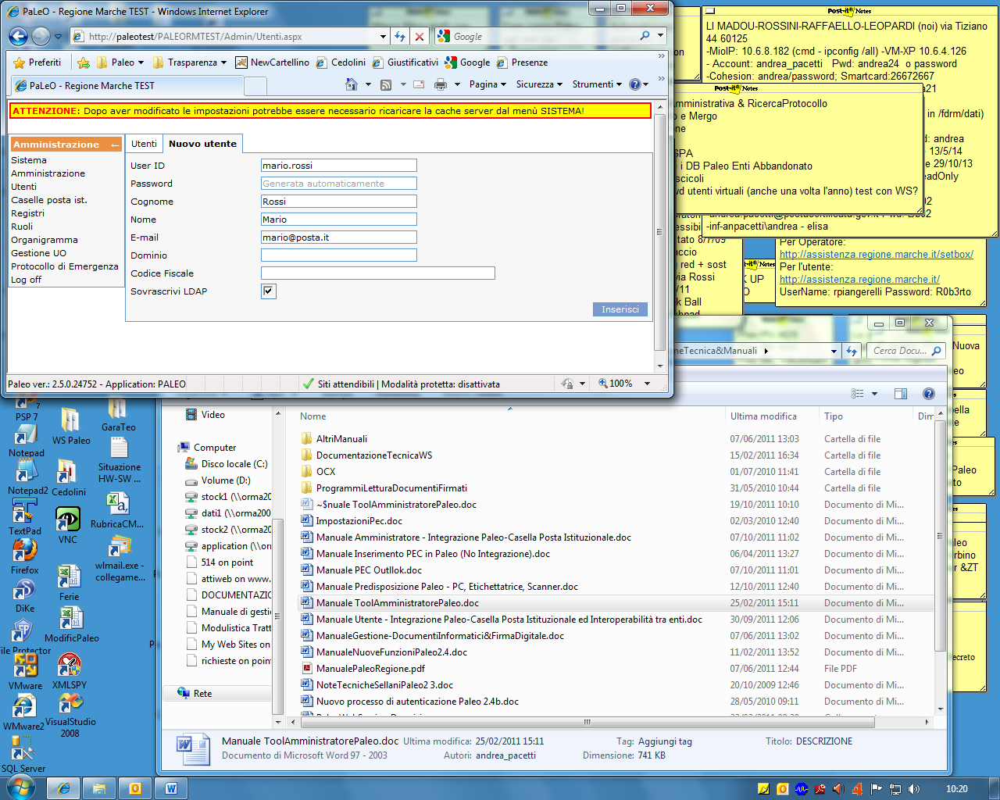 PaLeO - Regione Marche TEST - Windows Internet Explorer
http://paleotest/PALEORMTEST/Admin/Utenti.aspx
Google
Preferiti
Paleo
Trasparenza
NewCartellino
Cedolini
Giustificativi
Google
Presenze
PaLeO - Regione Marche TEST
Pagina
Sicurezza
Strumenti
ATTENZIONE: Dopo aver modificato le impostazioni potrebbe essere necessario ricaricare la cache server dal menù SISTEMA!
Amministrazione
Sistema
Amministrazione
Utenti
Caselle posta ist.
Registri
Ruoli
Organigramma
Gestione UO
Protocollo di Emergenza
Log off
Utenti
Nuovo utente
User ID
mario.rossi
Password
Generata automaticamente
Cognome
Rossi
Nome
Mario
E-mail
mario@posta.it
Dominio
Codice Fiscale
Sovrascrivi LDAP
Inserisci
Paleo ver.: 2.5.0.24752 - Application: PALEO
Siti attendibili | Modalità protetta: disattivata
100%
Post-it® Notes
LI MADOU-ROSSINI-RAFFAELLO-LEOPARDI (noi) via Tiziano
44 60125
-MioIP: 10.6.8.182 (cmd - ipconfig /all) -VM-XP 10.6.4.126
- Account: andrea_pacetti   Pwd: andrea24  o password
-Cohesion: andrea/password; Smartcard:26672667
a21
in /fdrm/dati)
d: andrea
13/5/14
e 29/10/13
eadOnly
02
-inf-anpacetti\andrea - elisa
Post-it® Notes
mministrativa & RicercaProtocollo
o e Mergo
one
SPA
i DB Paleo Enti Abbandonato
scicoli
vd utenti virtuali (anche una volta l'anno) test con WS?
essibi
tato 8/7/09
accio
red + sost
via Rossi
/11
k Ball
Notes
K UP
O
Per Operatore:
http://assistenza.regione.marche.it/setbox/
Per l'utente:
http://assistenza.regione.marche.it/
UserName: rpiangerelli Password: R0b3rto
Nuova
eo
bella
te
Paleo
to
aleo
rbino
r &ZT
ecreto
neTecnica&Manuali
Cerca Docu...
Nome
Ultima modifica
Tipo
Dim
Video
Computer
Disco locale (C:)
Volume (D:)
stock1 (\\orma200
dati1 (\\orma200
stock2 (\\orma200
application (\\orm
514 on point
attiweb on www.
DOCUMENTAZIO
Manuale di gesti
Modulistica Tratt
My Web Sites on
richieste on point
Rete
AltriManuali 07/06/2011 13:03 Cartella di file
DocumentazioneTecnicaWS 15/02/2011 16:34 Cartella di file
OCX 01/07/2010 11:41 Cartella di file
ProgrammiLetturaDocumentiFirmati 31/05/2010 10:44 Cartella di file
~$nuale ToolAmministratorePaleo.doc 19/10/2011 10:10 Documento di Mi...
ImpostazioniPec.doc 02/03/2010 12:40 Documento di Mi...
Manuale Amministratore - Integrazione Paleo-Casella Posta Istituzionale.doc 07/10/2011 11:02 Documento di Mi...
Manuale Inserimento PEC in Paleo (No Integrazione).doc 06/04/2011 13:27 Documento di Mi...
Manuale PEC Outllok.doc 07/10/2011 11:01 Documento di Mi...
Manuale Predisposizione Paleo - PC, Etichettatrice, Scanner.doc 12/10/2011 12:40 Documento di Mi...
Manuale ToolAmministratorePaleo.doc 25/02/2011 15:11 Documento di Mi...
Manuale Utente - Integrazione Paleo-Casella Posta Istituzionale ed Interoperabilità tra enti.doc 30/09/2011 12:06 Documento di Mi...
ManualeGestione-DocumentiInformatici&FirmaDigitale.doc 07/06/2011 13:02 Documento di Mi...
ManualeNuoveFunzioniPaleo2.4.doc 11/02/2011 13:52 Documento di Mi...
ManualePaleoRegione.pdf 07/06/2011 12:44 File PDF
NoteTecnicheSellaniPaleo2 3.doc 20/10/2009 12:46 Documento di Mi...
Nuovo processo di autenticazione Paleo 2.4b.doc 28/05/2010 09:11 Documento di Mi...
Manuale ToolAmministratorePaleo.doc
Documento di Microsoft Word 97 - 2003
Ultima modifica: 25/02/2011 15:11
Autori: andrea_pacetti
Tag: Aggiungi tag
Dimensione: 741 KB
Titolo: DESCRIZIONE
PSP 7
WS Paleo
GaraTeo
Notepad
Situazione
HW-SW ...
Notepad2
Cedolini
RubricaCM...
TextPad
VNC
wlmail.exe -
collegame...
Firefox
Ferie
DiKe
ModificPaleo
File Protector
VMware
XMLSPY
WMware2
VisualStudio
2008
SQL Server
10:20